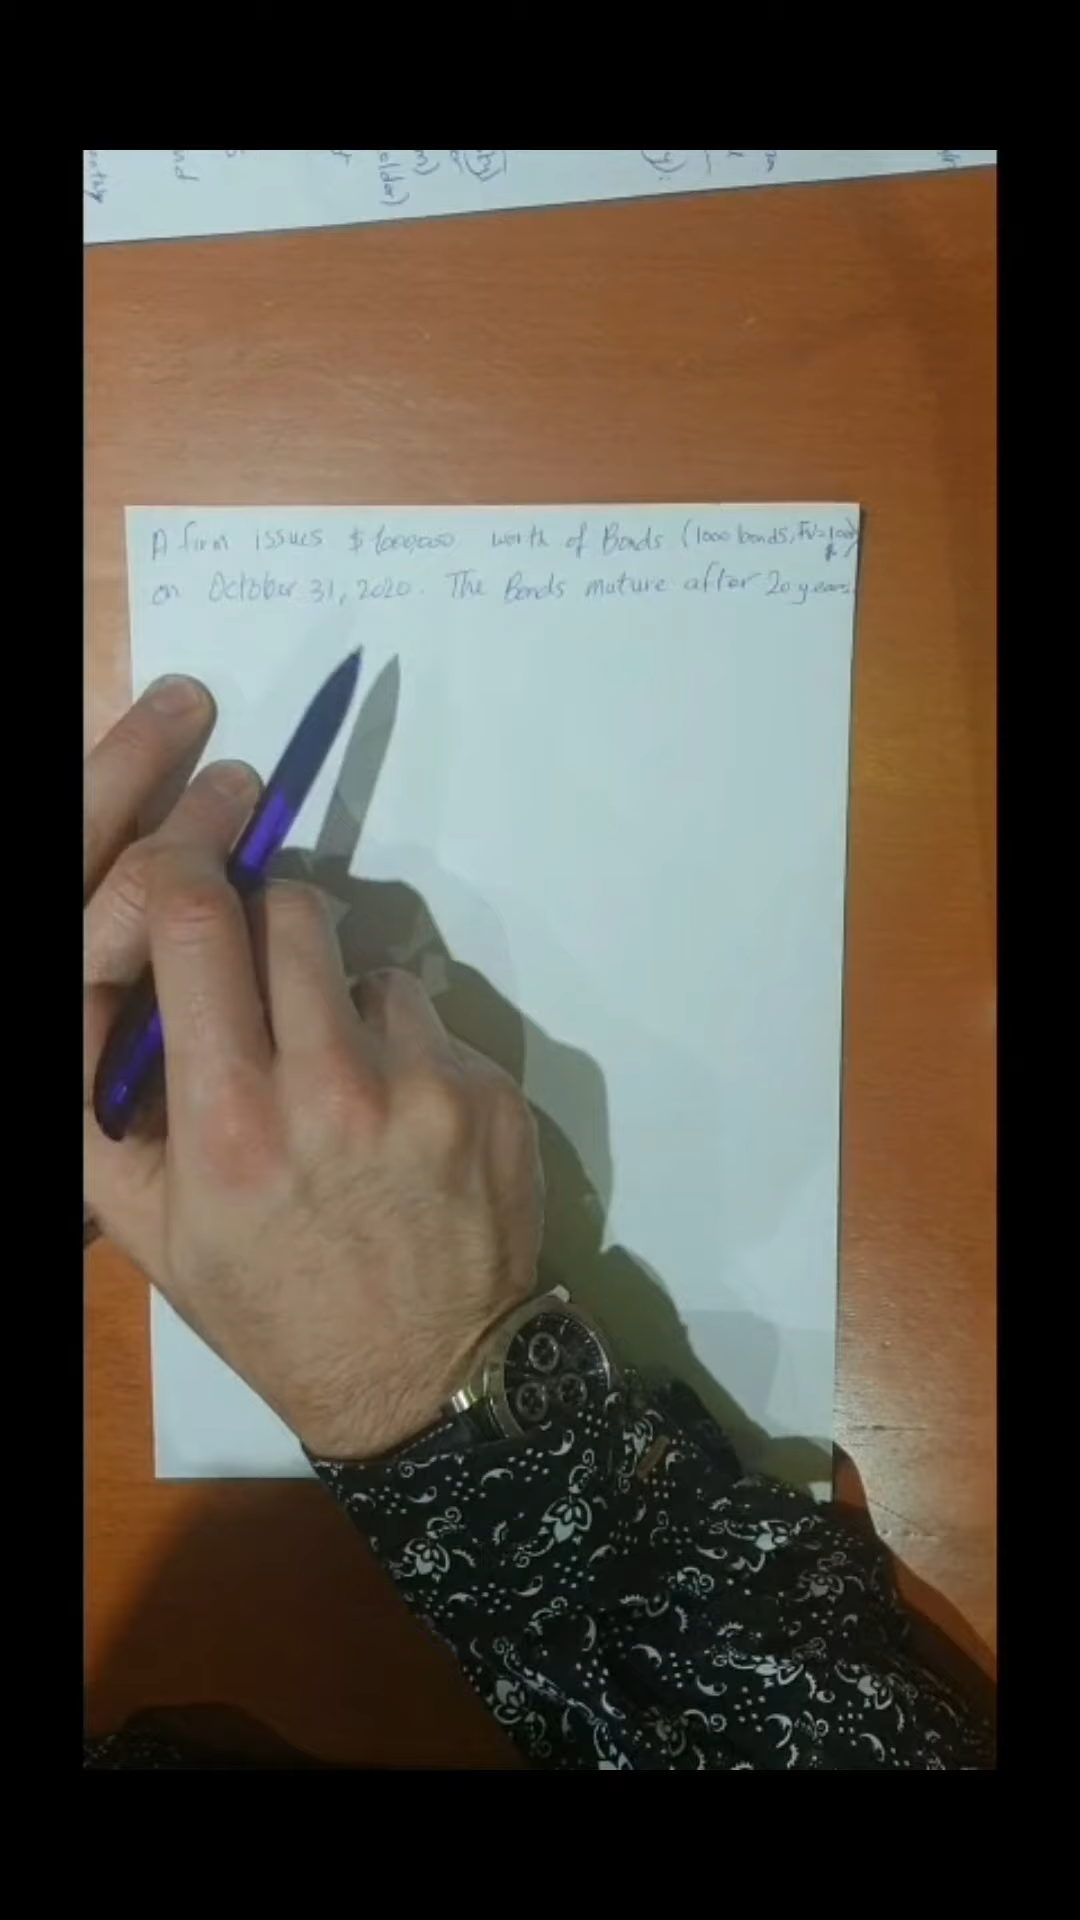 A firm issues $1000,000 worth of Bonds (1000 bonds, FV=1000$)
on October 31, 2020. The Bonds mature after 20 years.